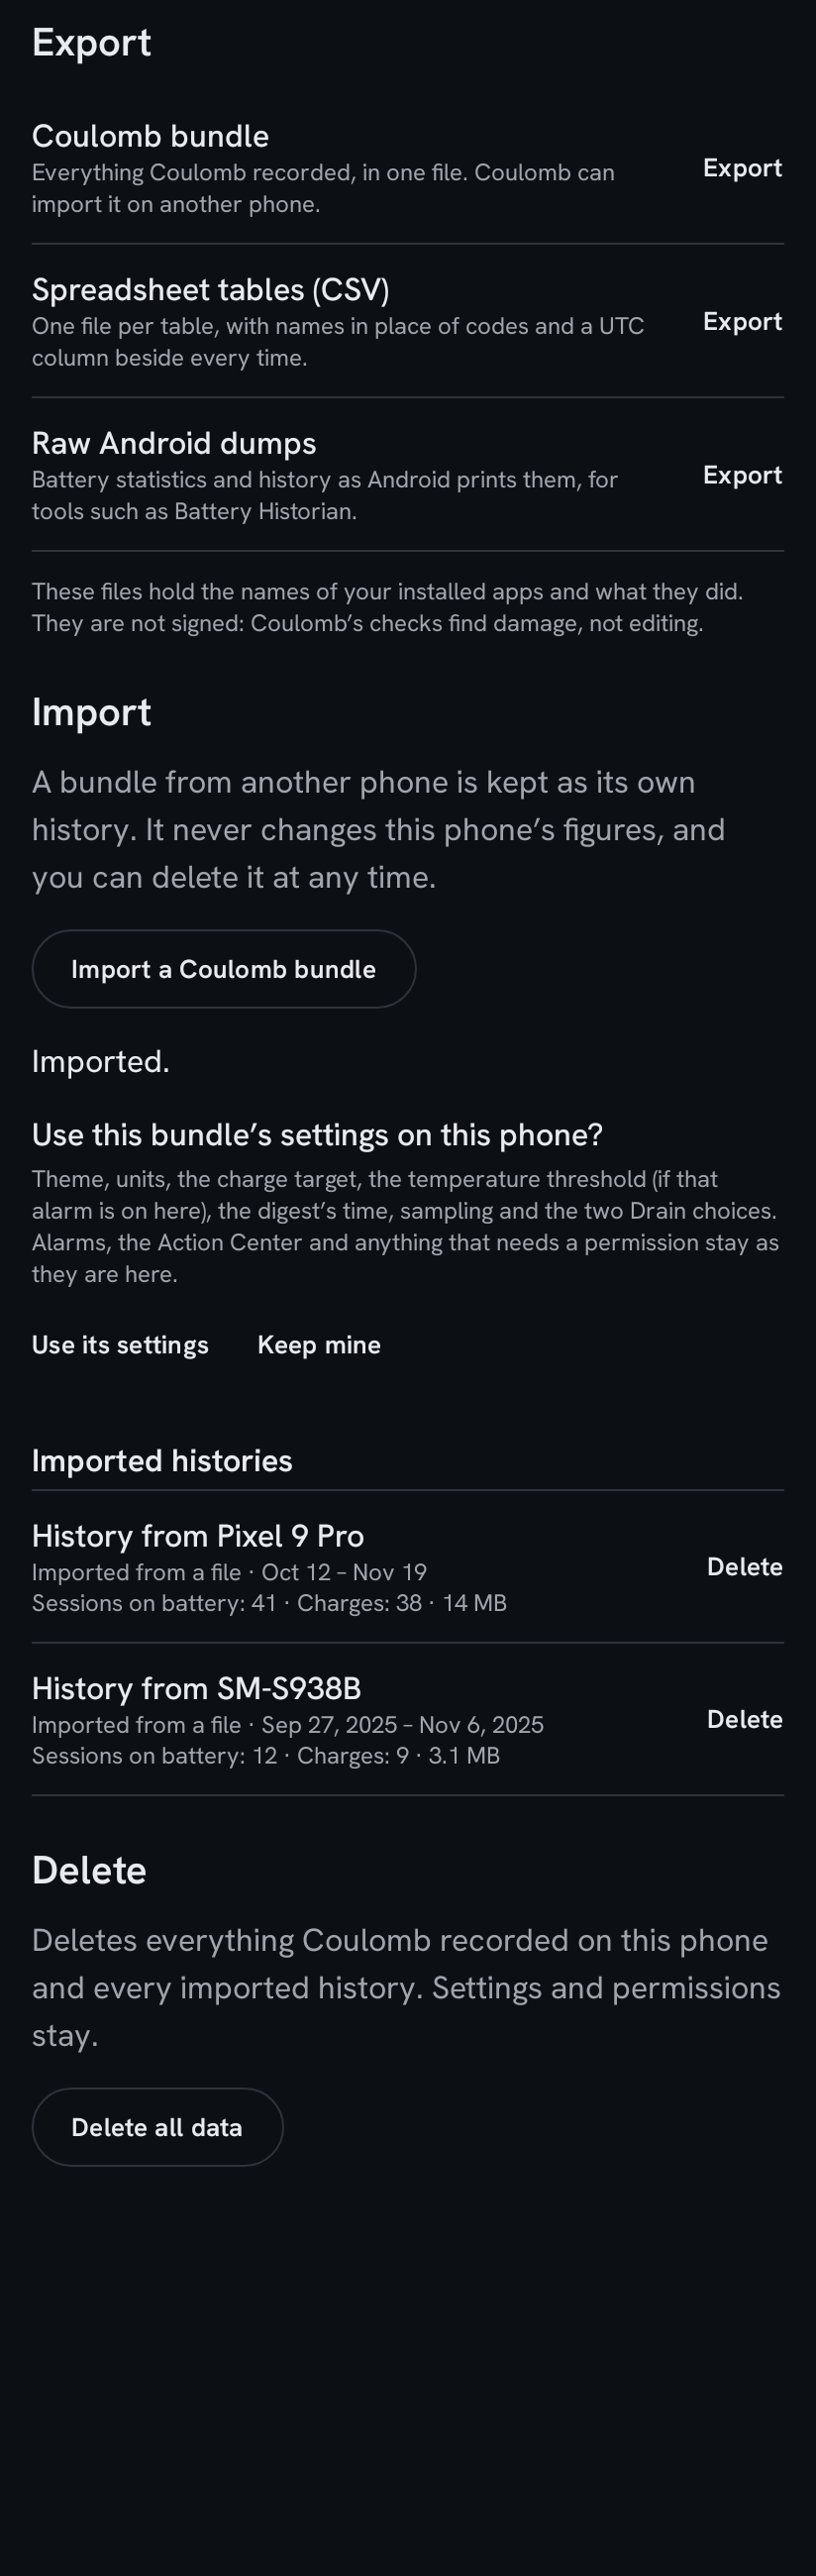 Export
Coulomb bundle
Everything Coulomb recorded, in one file. Coulomb can
import it on another phone.
Export
Spreadsheet tables (CSV)
One file per table, with names in place of codes and a UTC
column beside every time.
Export
Raw Android dumps
Battery statistics and history as Android prints them, for
tools such as Battery Historian.
Export
These files hold the names of your installed apps and what they did.
They are not signed: Coulomb’s checks find damage, not editing.
Import
A bundle from another phone is kept as its own
history. It never changes this phone’s figures, and
you can delete it at any time.
Import a Coulomb bundle
Imported.
Use this bundle’s settings on this phone?
Theme, units, the charge target, the temperature threshold (if that
alarm is on here), the digest’s time, sampling and the two Drain choices.
Alarms, the Action Center and anything that needs a permission stay as
they are here.
Use its settings Keep mine
Imported histories
History from Pixel 9 Pro
Imported from a file · Oct 12 – Nov 19
Sessions on battery: 41 · Charges: 38 · 14 MB
Delete
History from SM-S938B
Imported from a file · Sep 27, 2025 – Nov 6, 2025
Sessions on battery: 12 · Charges: 9 · 3.1 MB
Delete
Delete
Deletes everything Coulomb recorded on this phone
and every imported history. Settings and permissions
stay.
Delete all data